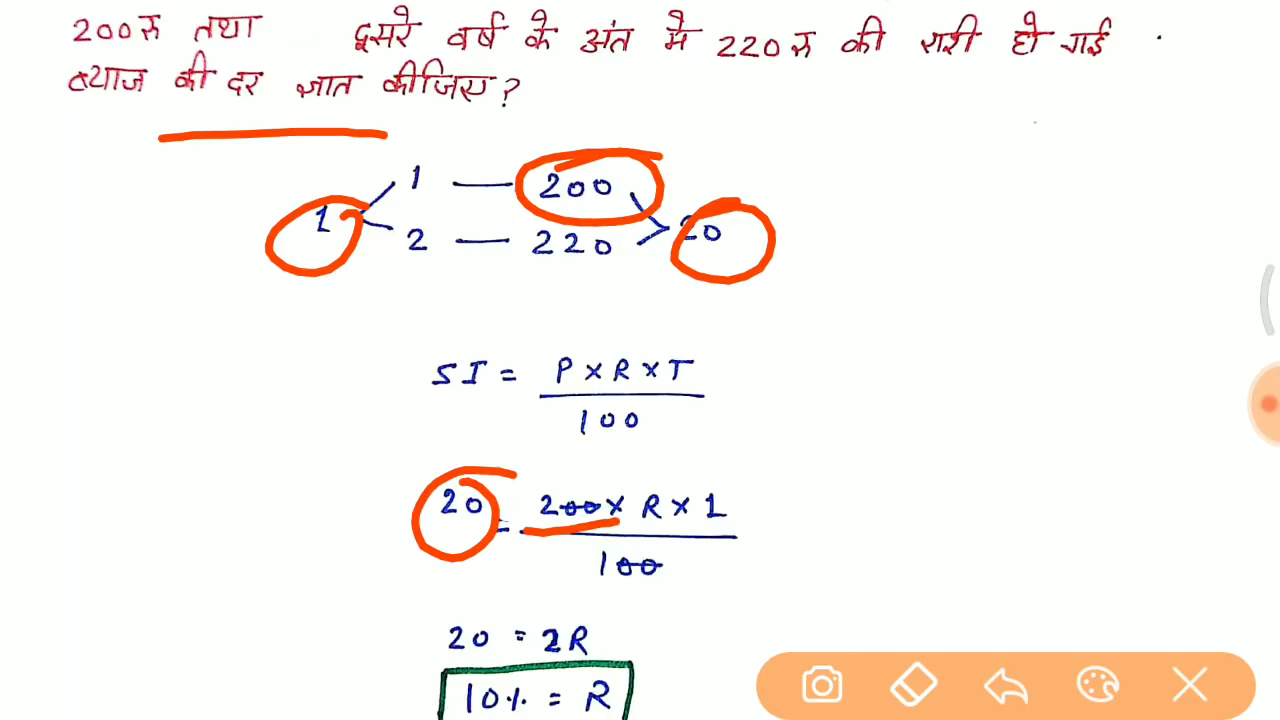 200रु तथा दूसरे वर्ष के अंत मे 220रु की राशी हो गई
ब्याज की दर ज्ञात कीजिए?
1 — 200
1 20
2 — 220
SI = P × R × T
100
20 = 200 × R × 1
100
20 = 2R
10% = R